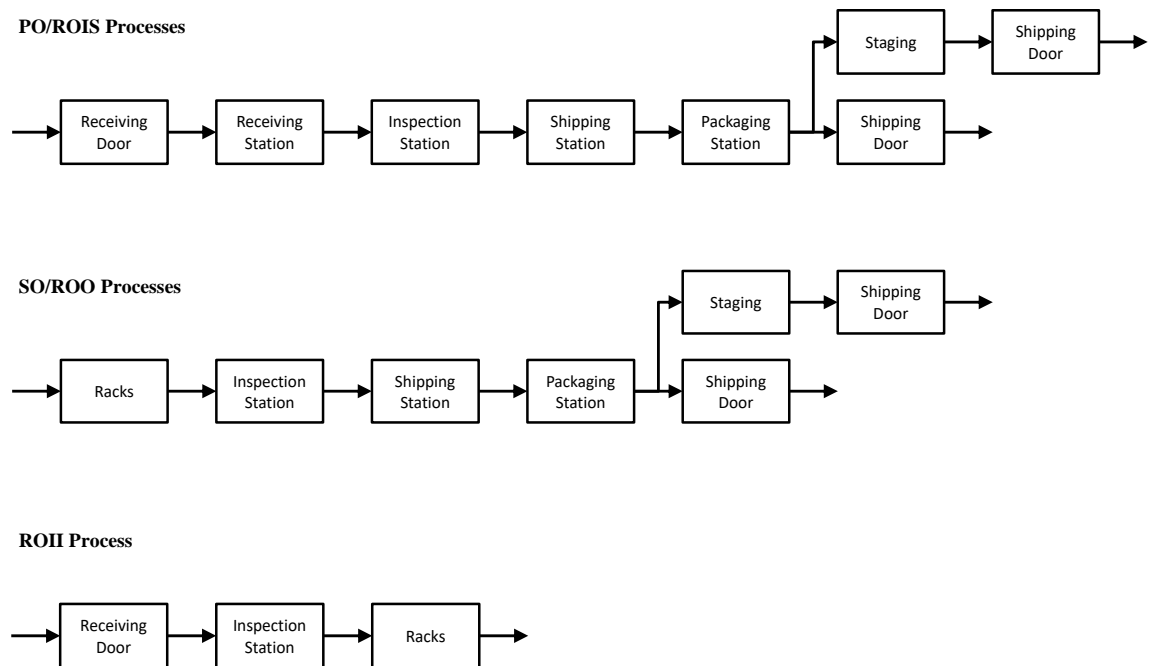 PO/ROIS Processes
Staging
Shipping
Door
Receiving
Door
Receiving
Station
Inspection
Station
Shipping
Station
Packaging
Station
Shipping
Door
SO/ROO Processes
Staging
Shipping
Door
Racks
Inspection
Station
Shipping
Station
Packaging
Station
Shipping
Door
ROII Process
Receiving
Door
Inspection
Station
Racks